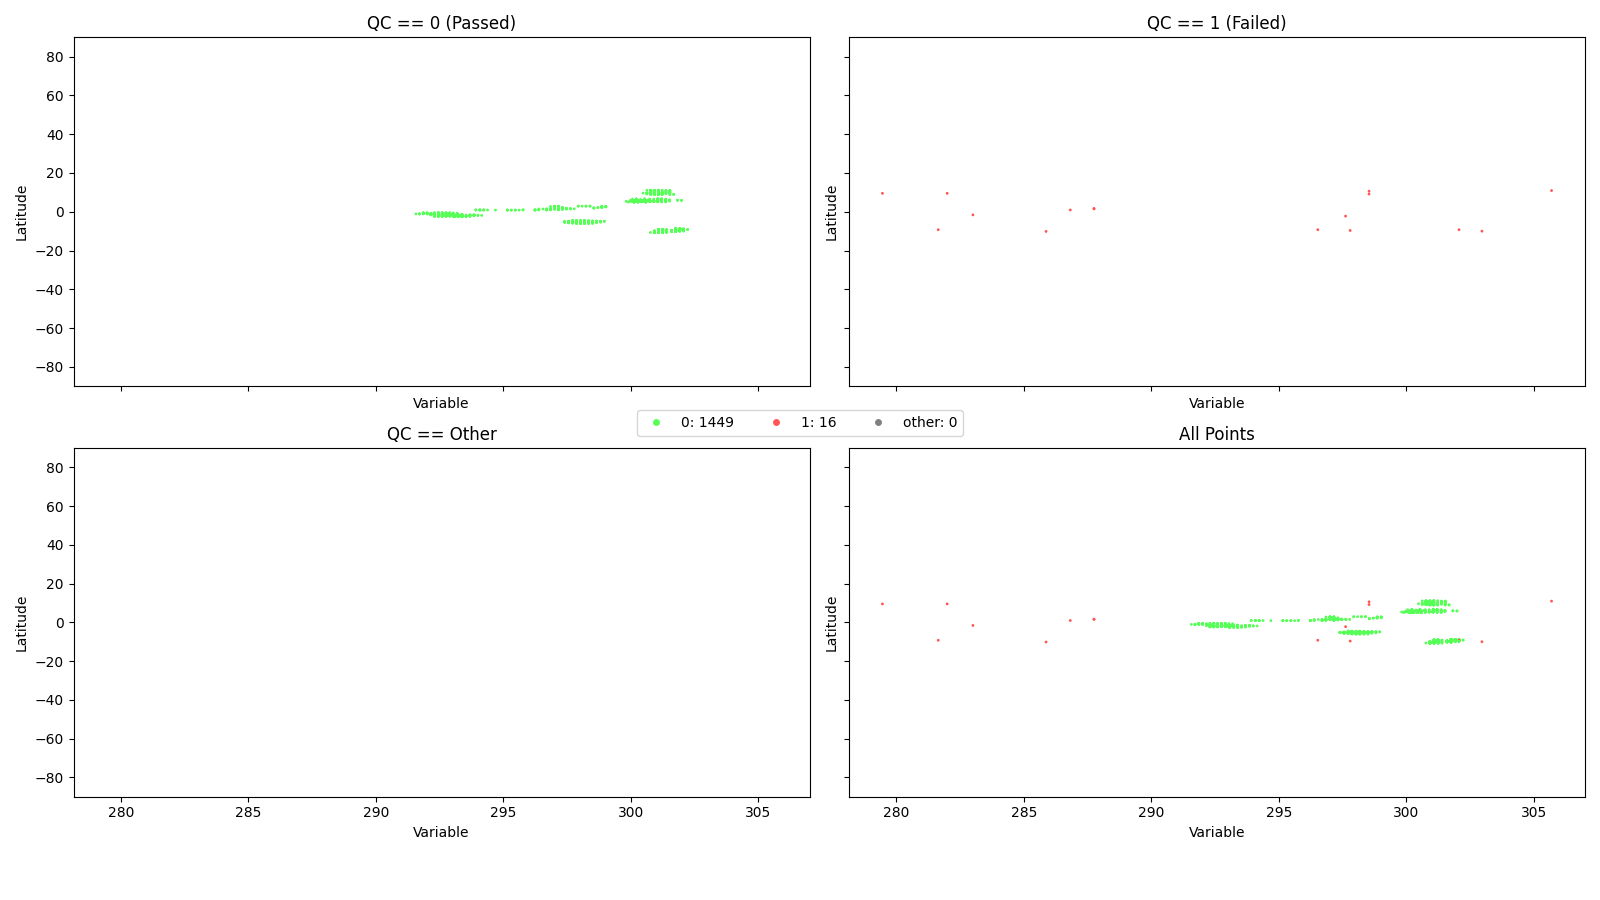 QC == 0 (Passed)
QC == 1 (Failed)
80
60
40
20
0
−20
−40
−60
−80
Latitude
Latitude
Variable
Variable
0: 1449
1: 16
other: 0
QC == Other
All Points
80
60
40
20
0
−20
−40
−60
−80
Latitude
Latitude
280
285
290
295
300
305
280
285
290
295
300
305
Variable
Variable